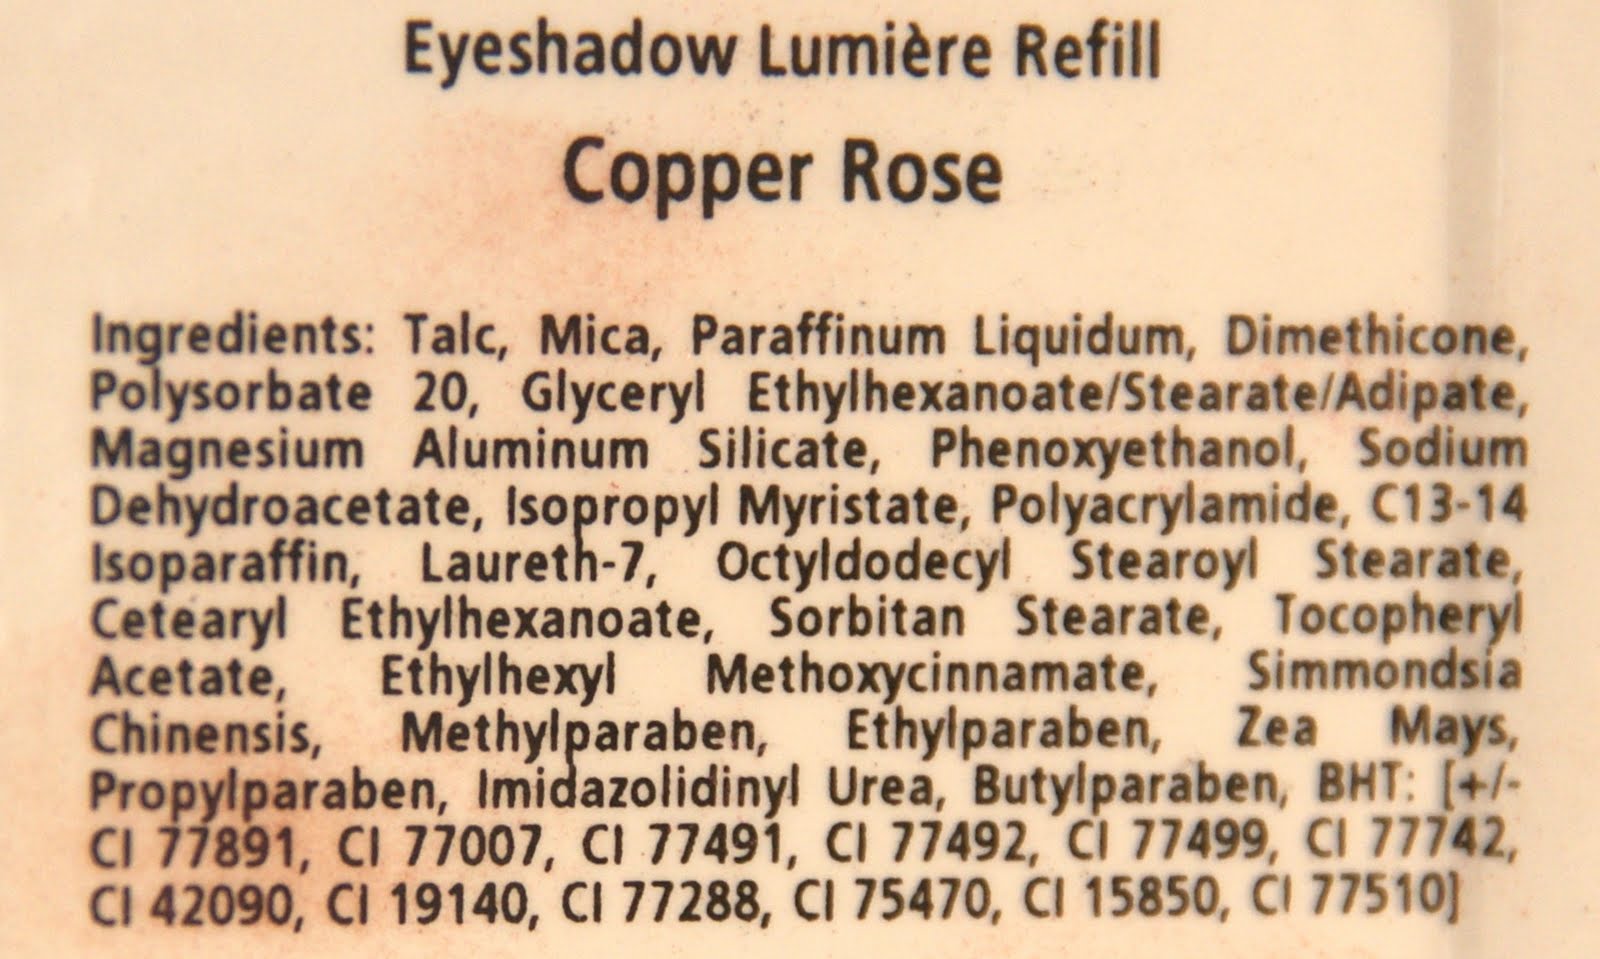 Eyeshadow Lumière Refill
Copper Rose
Ingredients: Talc, Mica, Paraffinum Liquidum, Dimethicone,
Polysorbate 20, Glyceryl Ethylhexanoate/Stearate/Adipate,
Magnesium Aluminum Silicate, Phenoxyethanol, Sodium
Dehydroacetate, Isopropyl Myristate, Polyacrylamide, C13-14
Isoparaffin, Laureth-7, Octyldodecyl Stearoyl Stearate,
Cetearyl Ethylhexanoate, Sorbitan Stearate, Tocopheryl
Acetate, Ethylhexyl Methoxycinnamate, Simmondsia
Chinensis, Methylparaben, Ethylparaben, Zea Mays,
Propylparaben, Imidazolidinyl Urea, Butylparaben, BHT: [+/-
CI 77891, CI 77007, CI 77491, CI 77492, CI 77499, CI 77742,
CI 42090, CI 19140, CI 77288, CI 75470, CI 15850, CI 77510]